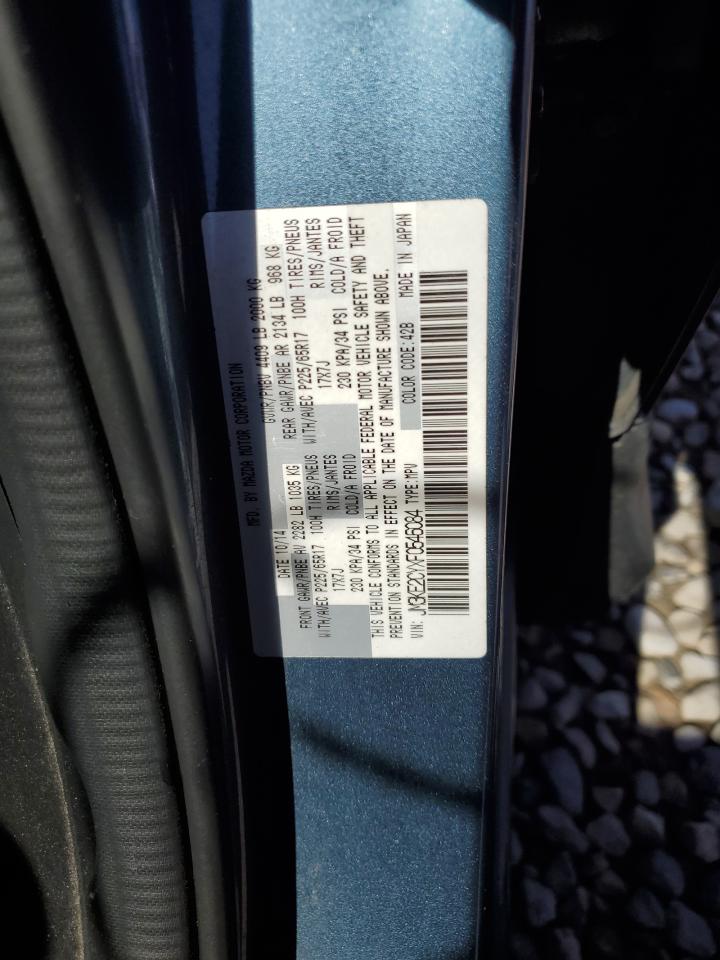 MFD. BY MAZDA MOTOR CORPORATION
DATE 10/14 GVWR/PNBV 4409 LB 2000 KG
FRONT GAWR/PNBE AV 2282 LB 1035 KG REAR GAWR/PNBE AR 2134 LB 968 KG
WITH/AVEC P225/65R17 100H TIRES/PNEUS WITH/AVEC P225/65R17 100H TIRES/PNEUS
17X7J RIMS/JANTES 17X7J RIMS/JANTES
230 KPA/34 PSI COLD/A FROID 230 KPA/34 PSI COLD/A FROID
THIS VEHICLE CONFORMS TO ALL APPLICABLE FEDERAL MOTOR VEHICLE SAFETY AND THEFT
PREVENTION STANDARDS IN EFFECT ON THE DATE OF MANUFACTURE SHOWN ABOVE.
VIN: JM3KE2CYXF0546084 TYPE:MPV COLOR CODE:42B MADE IN JAPAN